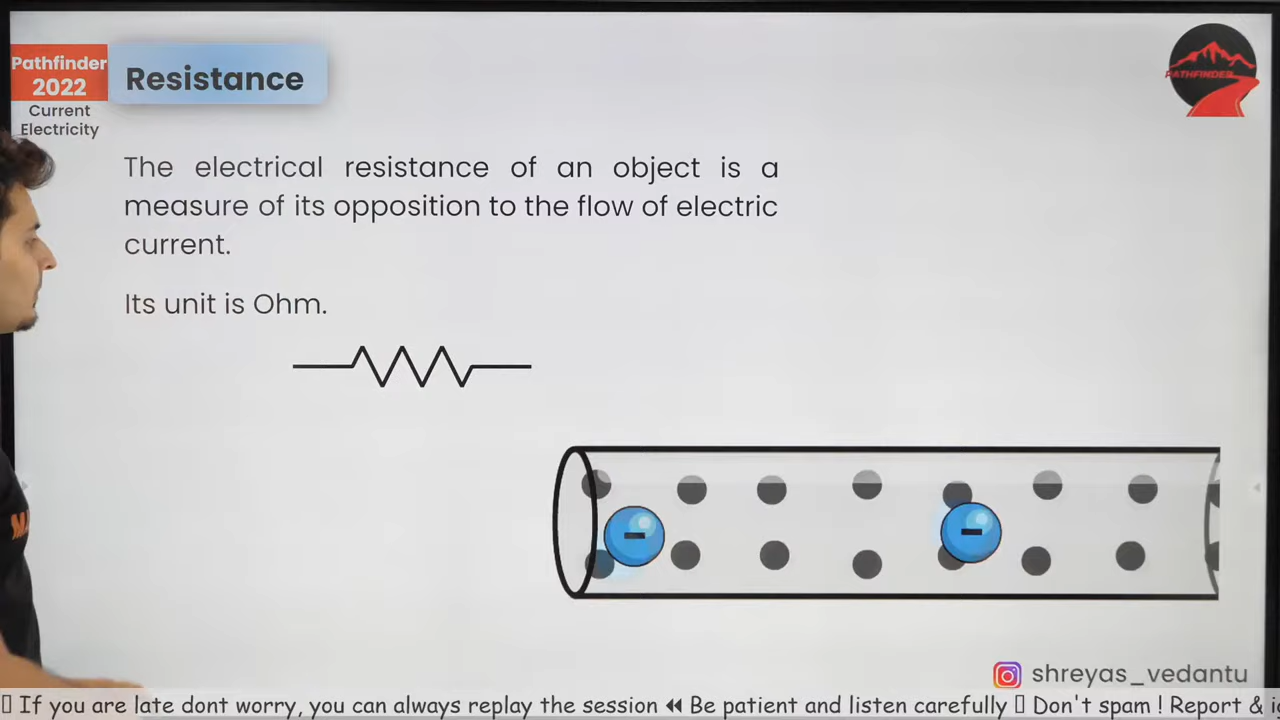 Pathfinder
2022
Current
Electricity
Resistance
PATHFINDER
The electrical resistance of an object is a
measure of its opposition to the flow of electric
current.
Its unit is Ohm.
shreyas_vedantu
If you are late dont worry, you can always replay the session ⏪ Be patient and listen carefully Don't spam ! Report &